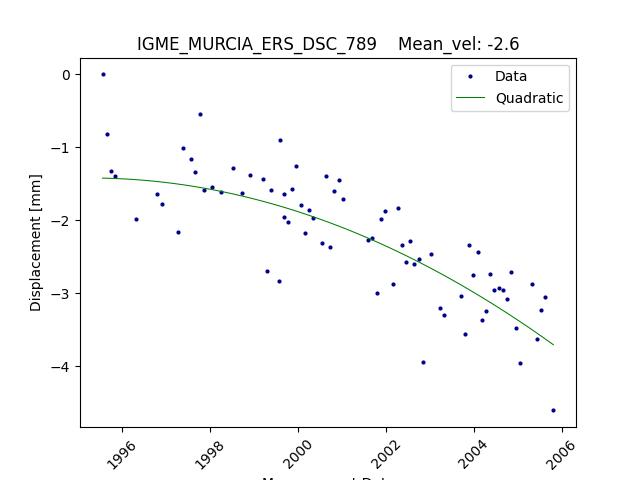 IGME_MURCIA_ERS_DSC_789    Mean_vel: -2.6
Data
Quadratic
Displacement [mm]
0
−1
−2
−3
−4
1996
1998
2000
2002
2004
2006